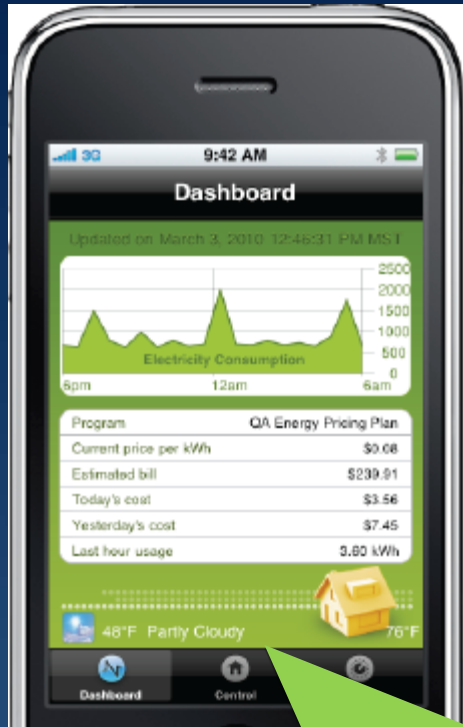 3G 9:42 AM
Dashboard
Updated on March 3, 2010 12:46:31 PM MST
2500
2000
1500
1000
500
0
Electricity Consumption
6pm 12am 6am
Program QA Energy Pricing Plan
Current price per kWh $0.08
Estimated bill $239.91
Today's cost $3.56
Yesterday's cost $7.45
Last hour usage 3.60 kWh
48°F Partly Cloudy 76°F
Dashboard Control